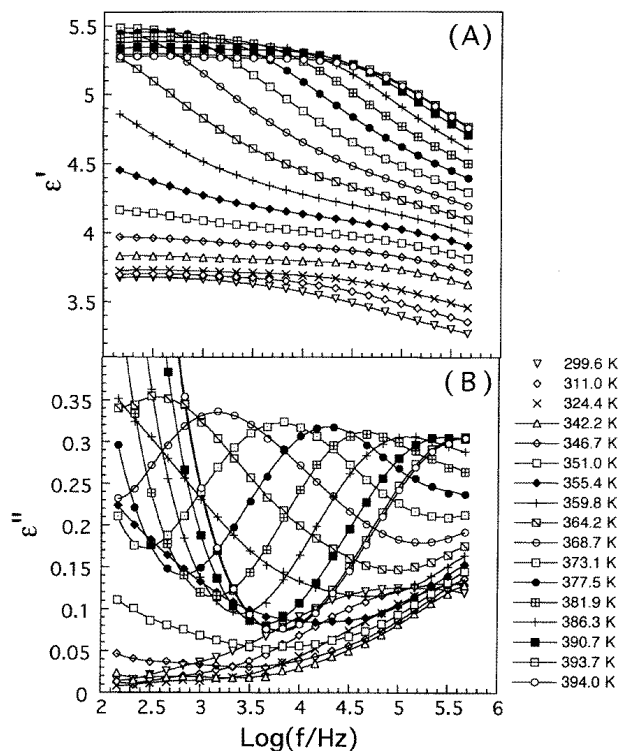 (A)
5.5
5
4.5
4
3.5
ε'
(B)
0.35
0.3
0.25
0.2
0.15
0.1
0.05
0
ε"
2 2.5 3 3.5 4 4.5 5 5.5 6
Log(f/Hz)
299.6 K
311.0 K
324.4 K
342.2 K
346.7 K
351.0 K
355.4 K
359.8 K
364.2 K
368.7 K
373.1 K
377.5 K
381.9 K
386.3 K
390.7 K
393.7 K
394.0 K